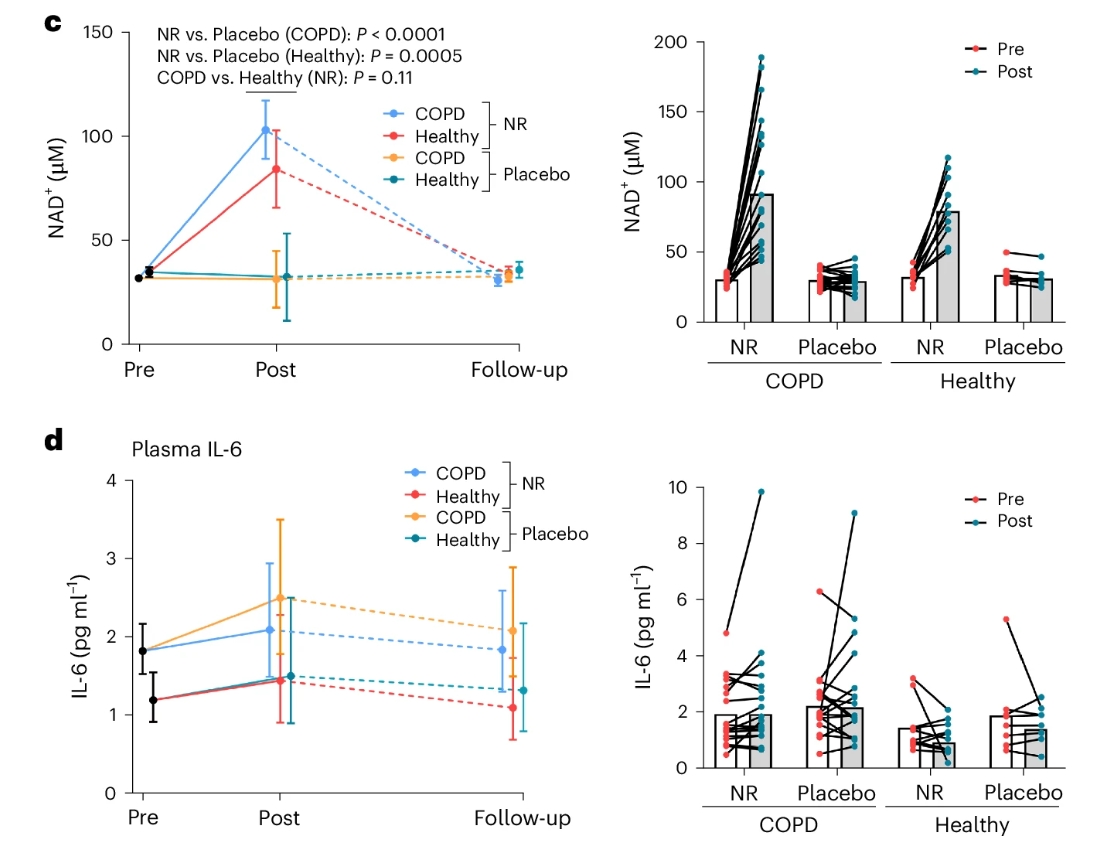 c
NR vs. Placebo (COPD): P < 0.0001
NR vs. Placebo (Healthy): P = 0.0005
COPD vs. Healthy (NR): P = 0.11
150
100
50
0
NAD⁺ (μM)
COPD
Healthy
NR
COPD
Healthy
Placebo
Pre
Post
Follow-up
200
150
100
50
0
NAD⁺ (μM)
Pre
Post
NR
Placebo
NR
Placebo
COPD
Healthy
d
Plasma IL-6
4
3
2
1
0
IL-6 (pg ml⁻¹)
COPD
Healthy
NR
COPD
Healthy
Placebo
Pre
Post
Follow-up
10
8
6
4
2
0
IL-6 (pg ml⁻¹)
Pre
Post
NR
Placebo
NR
Placebo
COPD
Healthy